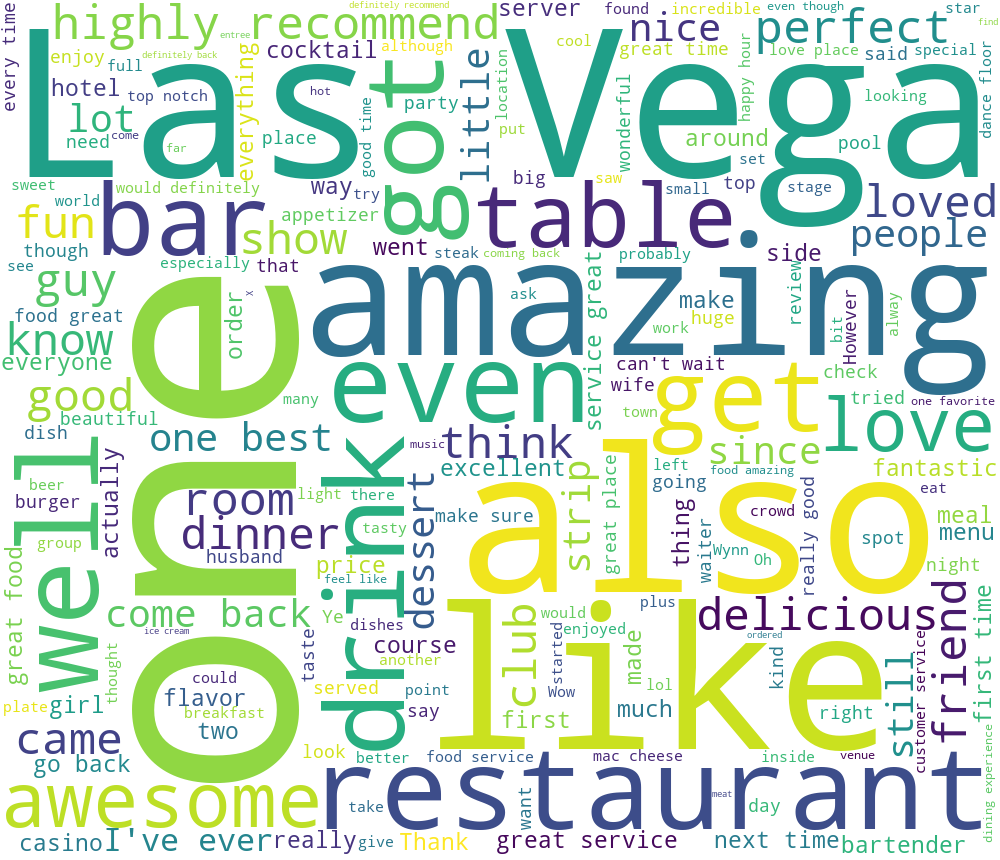 every time
highly recommend
definitely recommend
entree
server
found
incredible
even though
star
find
nice
perfect
enjoy
definitely back
full
cocktail
although
cool
great time
love place
said
special
Las Vega
hotel
top notch
hot
everything
got
little
location
wonderful
happy hour
looking
dance floor
lot
need
come
far
place
good time
party
put
around
pool
set
sweet
would definitely
way
try
big
saw
small
top
stage
loved
world
bar
appetizer
table
fun
show
went
steak
coming back
probably
side
people
though
see
especially
that
guy
food great
order
x
amazing
ask
service great
make
huge
review
work
bit
However
alway
know
everyone
one
even
can't wait
wife
get
check
tried
one favorite
good
many
town
love
beautiful
dish
one best
music
think
since
well
drink
excellent
left
going
food amazing
fantastic
beer
burger
actually
room
light
there
dessert
make sure
strip
great place
also
thing
crowd
really good
eat
meal
menu
dinner
tasty
group
husband
price
feel like
waiter
Wynn
Oh
spot
night
great food
come back
Ye
dishes
club
would
plus
like
delicious
friend
first time
ice cream
taste
course
started
enjoyed
made
ordered
kind
still
customer service
thought
could
another
Wow
lol
plate
girl
flavor
breakfast
served
point
say
first
much
right
two
came
go back
look
better
food service
mac cheese
inside
venue
dining experience
awesome
restaurant
take
want
meat
day
casino
I've ever
really
give
Thank
great service
next time
bartender